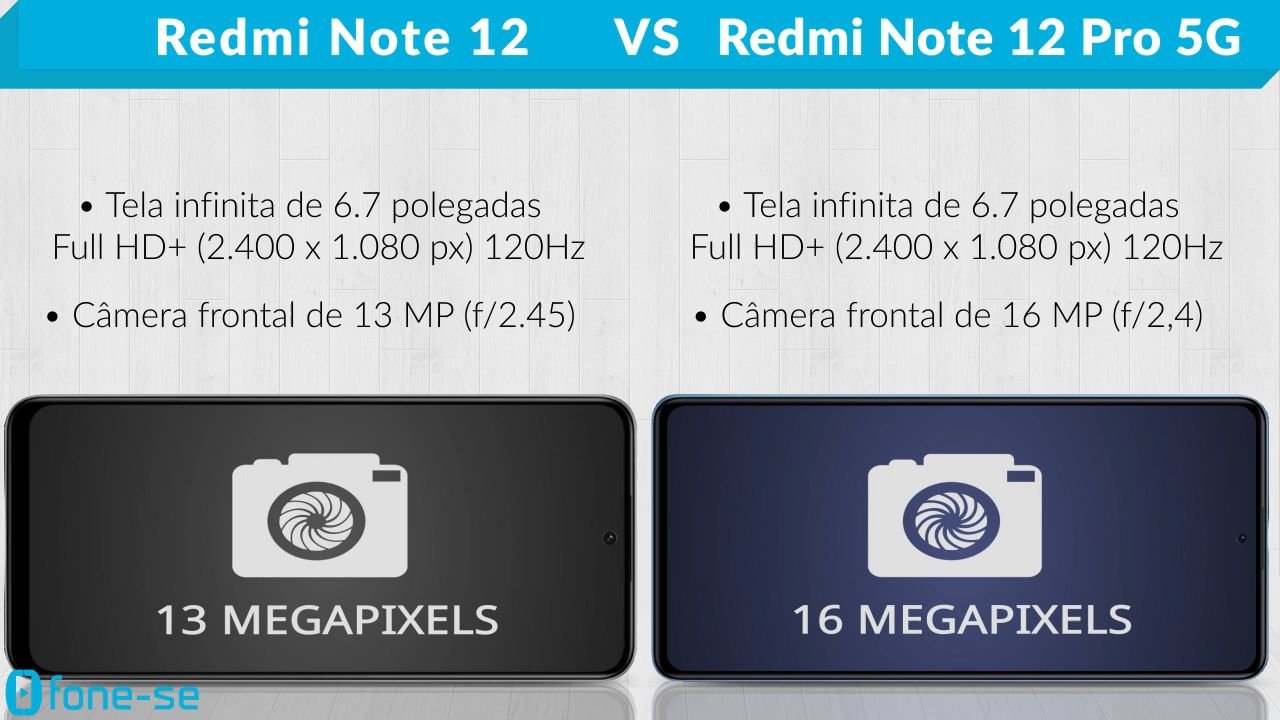 Redmi Note 12 VS Redmi Note 12 Pro 5G
• Tela infinita de 6.7 polegadas
Full HD+ (2.400 x 1.080 px) 120Hz
• Câmera frontal de 13 MP (f/2.45)
• Tela infinita de 6.7 polegadas
Full HD+ (2.400 x 1.080 px) 120Hz
• Câmera frontal de 16 MP (f/2,4)
13 MEGAPIXELS
16 MEGAPIXELS
fone-se